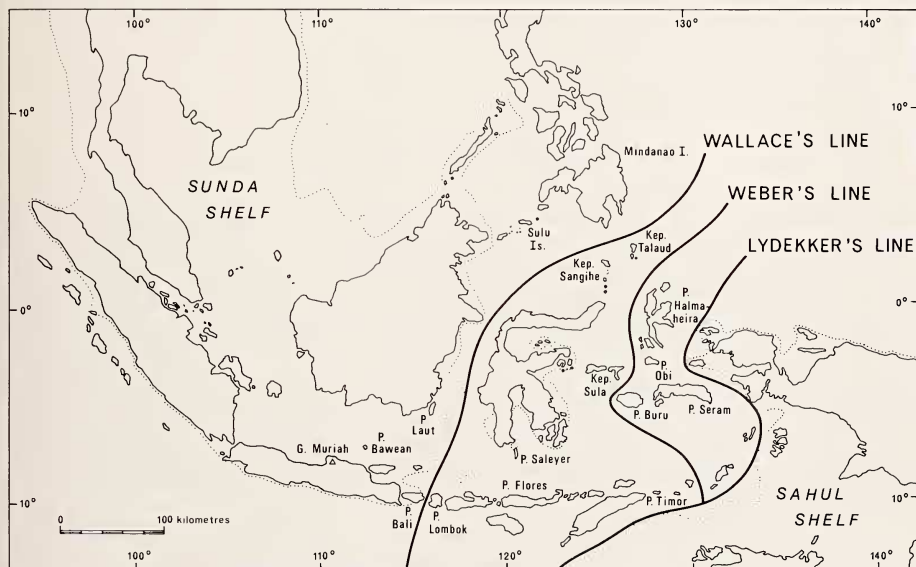 100°
110°
130°
140°
10°
10°
Mindanao I.
WALLACE'S LINE
SUNDA
SHELF
WEBER'S LINE
Sulu
Is.
Kep.
Talaud
LYDEKKER'S LINE
Kep.
Sangihe
P.
Halma-
heira
0°
0°
P.
Obi
Kep.
Sula
P. Buru
P. Seram
P.
Laut
G. Muriah
P.
Bawean
P. Saleyer
P. Flores
P. Timor
SAHUL
SHELF
10°
10°
P.
Bali
P.
Lombok
0
100 kilometres
100°
110°
120°
130°
140°